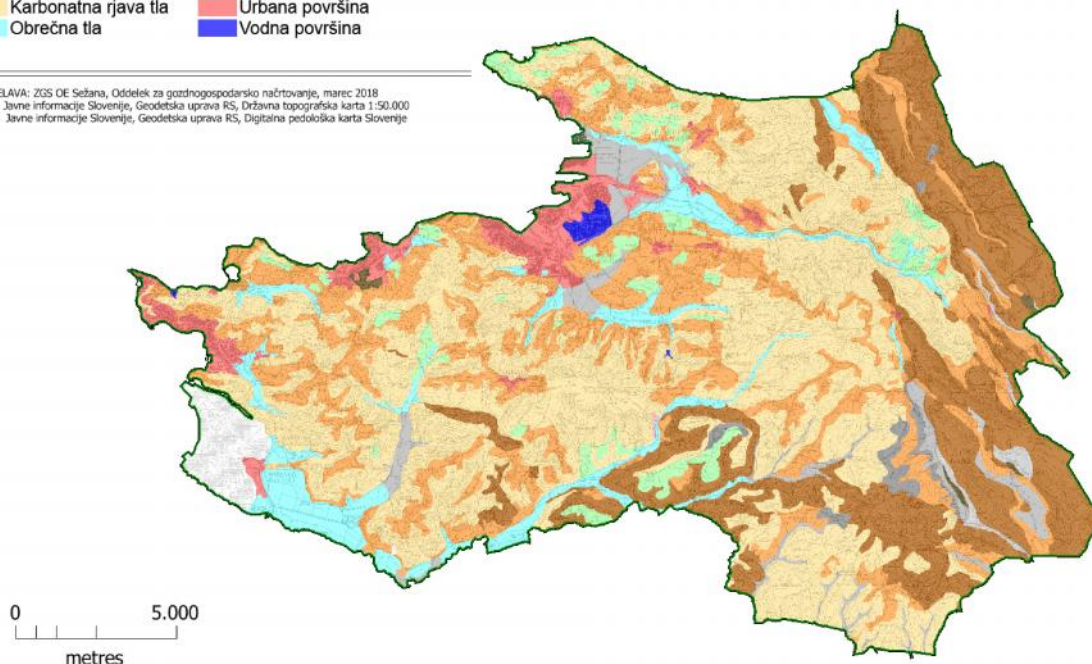 Karbonatna rjava tla
Urbana površina
Obrečna tla
Vodna površina
ELAVA: ZGS OE Sežana, Oddelek za gozdnogospodarsko načrtovanje, marec 2018
Javne informacije Slovenije, Geodetska uprava RS, Državna topografska karta 1:50.000
Javne informacije Slovenije, Geodetska uprava RS, Digitalna pedološka karta Slovenije
0 5.000
metres